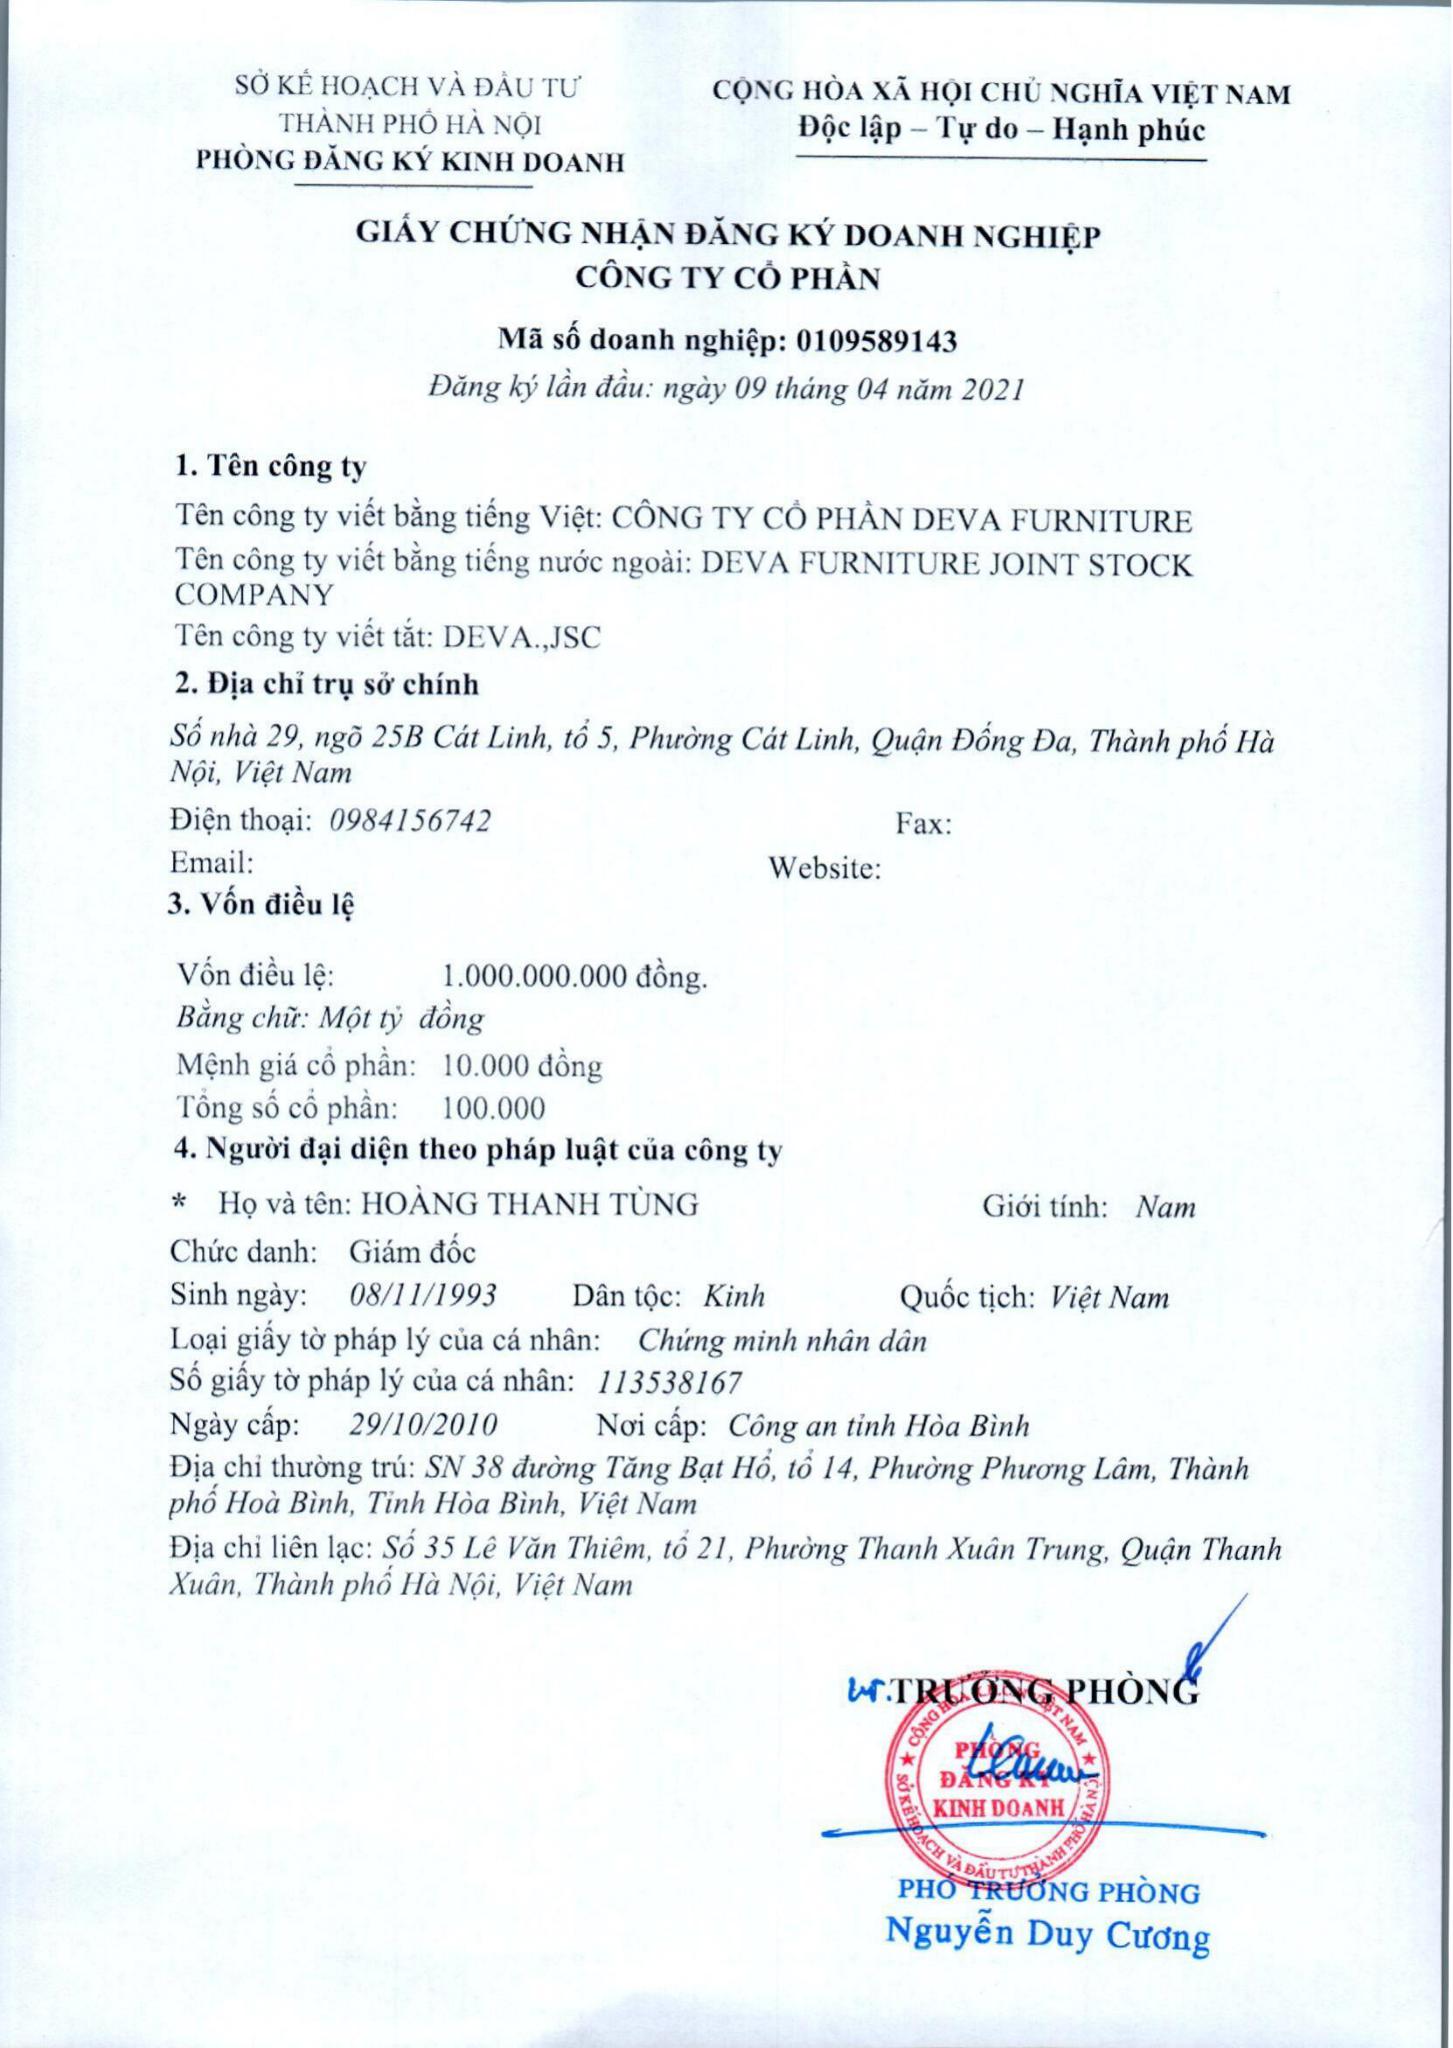 SỞ KẾ HOẠCH VÀ ĐẦU TƯ
THÀNH PHỐ HÀ NỘI
PHÒNG ĐĂNG KÝ KINH DOANH
CỘNG HÒA XÃ HỘI CHỦ NGHĨA VIỆT NAM
Độc lập – Tự do – Hạnh phúc
GIẤY CHỨNG NHẬN ĐĂNG KÝ DOANH NGHIỆP
CÔNG TY CỔ PHẦN
Mã số doanh nghiệp: 0109589143
Đăng ký lần đầu: ngày 09 tháng 04 năm 2021
1. Tên công ty
Tên công ty viết bằng tiếng Việt: CÔNG TY CỔ PHẦN DEVA FURNITURE
Tên công ty viết bằng tiếng nước ngoài: DEVA FURNITURE JOINT STOCK
COMPANY
Tên công ty viết tắt: DEVA.,JSC
2. Địa chỉ trụ sở chính
Số nhà 29, ngõ 25B Cát Linh, tổ 5, Phường Cát Linh, Quận Đống Đa, Thành phố Hà
Nội, Việt Nam
Điện thoại: 0984156742 Fax:
Email: Website:
3. Vốn điều lệ
Vốn điều lệ: 1.000.000.000 đồng.
Bằng chữ: Một tỷ đồng
Mệnh giá cổ phần: 10.000 đồng
Tổng số cổ phần: 100.000
4. Người đại diện theo pháp luật của công ty
* Họ và tên: HOÀNG THANH TÙNG Giới tính: Nam
Chức danh: Giám đốc
Sinh ngày: 08/11/1993 Dân tộc: Kinh Quốc tịch: Việt Nam
Loại giấy tờ pháp lý của cá nhân: Chứng minh nhân dân
Số giấy tờ pháp lý của cá nhân: 113538167
Ngày cấp: 29/10/2010 Nơi cấp: Công an tỉnh Hòa Bình
Địa chỉ thường trú: SN 38 đường Tăng Bạt Hổ, tổ 14, Phường Phương Lâm, Thành
phố Hoà Bình, Tỉnh Hòa Bình, Việt Nam
Địa chỉ liên lạc: Số 35 Lê Văn Thiêm, tổ 21, Phường Thanh Xuân Trung, Quận Thanh
Xuân, Thành phố Hà Nội, Việt Nam
TRƯỞNG PHÒNG
PHÒNG
ĐĂNG KÝ
KINH DOANH
SỞ KẾ HOẠCH VÀ ĐẦU TƯ THÀNH PHỐ HÀ NỘI
PHÓ TRƯỞNG PHÒNG
Nguyễn Duy Cương